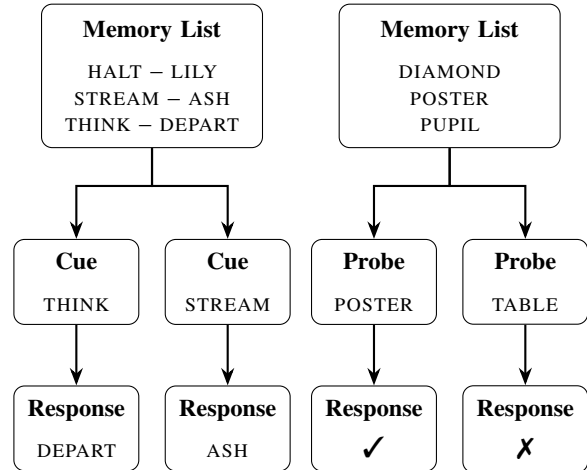 Memory List
HALT – LILY
STREAM – ASH
THINK – DEPART
Memory List
DIAMOND
POSTER
PUPIL
Cue
THINK
Cue
STREAM
Probe
POSTER
Probe
TABLE
Response
DEPART
Response
ASH
Response
✓
Response
✗